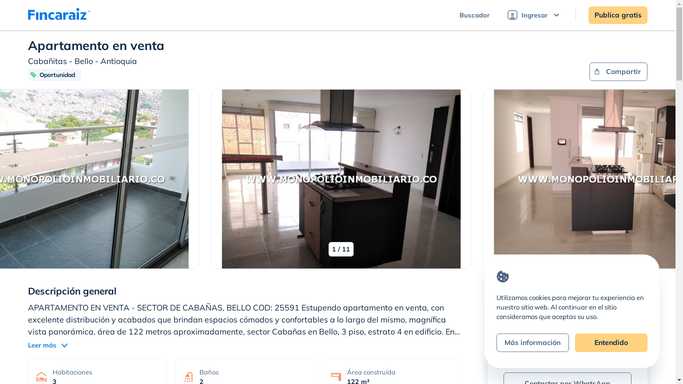 Fincaraiz
Buscador
Ingresar
Publica gratis
Apartamento en venta
Cabañitas - Bello - Antioquia
Oportunidad
Compartir
WWW.MONOPOLIOINMOBILIARIO.CO
WWW.MONOPOLIOINMOBILIARIO.CO
WWW.MONOPOLIOINMOBILIARIO.CO
1 / 11
Descripción general
APARTAMENTO EN VENTA - SECTOR DE CABAÑAS, BELLO COD: 25591 Estupendo apartamento en venta, con
excelente distribución y acabados que brindan espacios cómodos y confortables a lo largo del mismo, magnífica
vista panorámica. área de 122 metros aproximadamente, sector Cabañas en Bello, 3 piso, estrato 4 en edificio. En...
Leer más
Habitaciones
3
Baños
2
Área construida
122 m²
Utilizamos cookies para mejorar tu experiencia en
nuestro sitio web. Al continuar en el sitio
consideramos que aceptas su uso.
Más información
Entendido
Contactar por WhatsApp